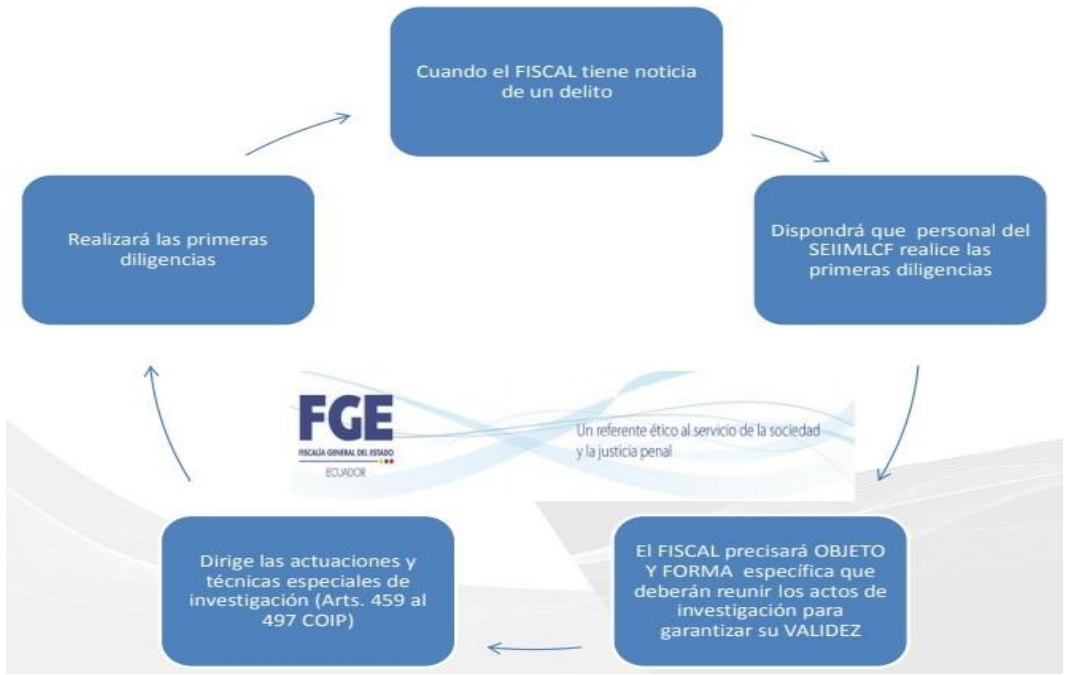 Cuando el FISCAL tiene noticia
de un delito
Dispondrá que personal del
SEIIMLCF realice las
primeras diligencias
El FISCAL precisará OBJETO
Y FORMA específica que
deberán reunir los actos de
investigación para
garantizar su VALIDEZ
Dirige las actuaciones y
técnicas especiales de
investigación (Arts. 459 al
497 COIP)
Realizará las primeras
diligencias
FGE
FISCALÍA GENERAL DEL ESTADO
ECUADOR
Un referente ético al servicio de la sociedad
y la justicia penal